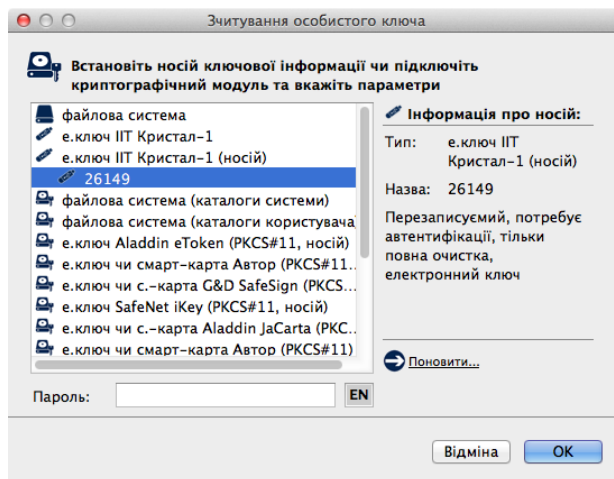 Зчитування особистого ключа
Встановіть носій ключової інформації чи підключіть
криптографічний модуль та вкажіть параметри
файлова система
е.ключ ІІТ Кристал-1
е.ключ ІІТ Кристал-1 (носій)
26149
файлова система (каталоги системи)
файлова система (каталоги користувача
е.ключ Aladdin eToken (PKCS#11, носій)
е.ключ чи смарт-карта Автор (PKCS#11...
е.ключ чи с.-карта G&D SafeSign (PKCS...
е.ключ SafeNet iKey (PKCS#11, носій)
е.ключ чи с.-карта Aladdin JaCarta (PKC...
е.ключ чи смарт-карта Автор (PKCS#11)
Інформація про носій:
Тип: е.ключ ІІТ
Кристал-1 (носій)
Назва: 26149
Перезаписуємий, потребує
автентифікації, тільки
повна очистка,
електронний ключ
Поновити...
Пароль: EN
Відміна OK